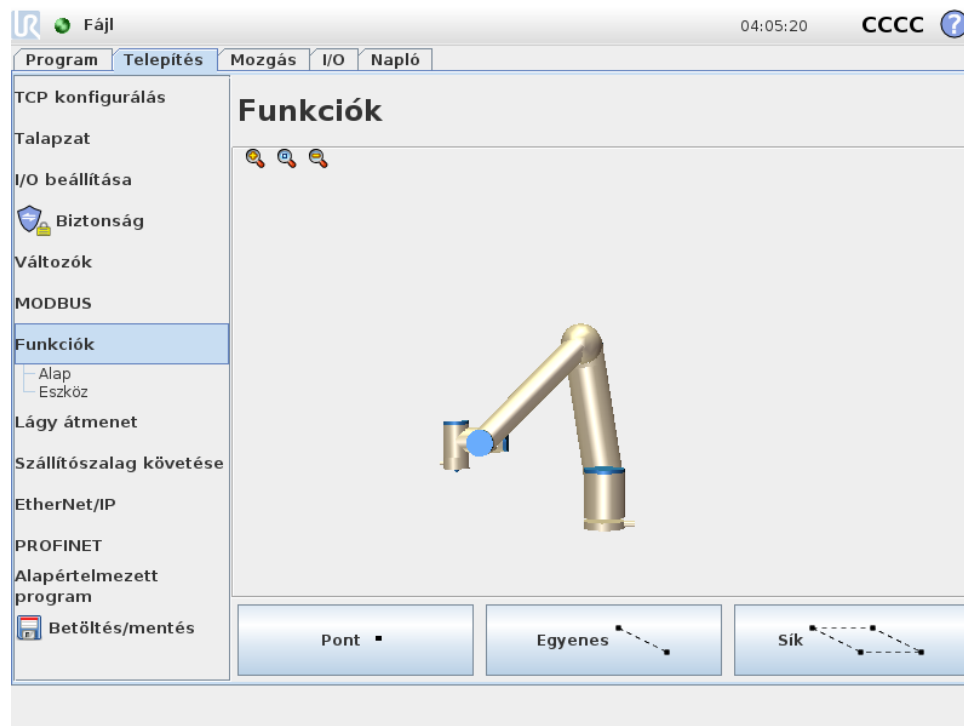 UR Fájl 04:05:20 CCCC ?
Program Telepítés Mozgás I/O Napló
TCP konfigurálás
Talapzat
I/O beállítása
Biztonság
Változók
MODBUS
Funkciók
Alap
Eszköz
Lágy átmenet
Szállítószalag követése
EtherNet/IP
PROFINET
Alapértelmezett
program
Betöltés/mentés
Funkciók
Pont
Egyenes
Sík